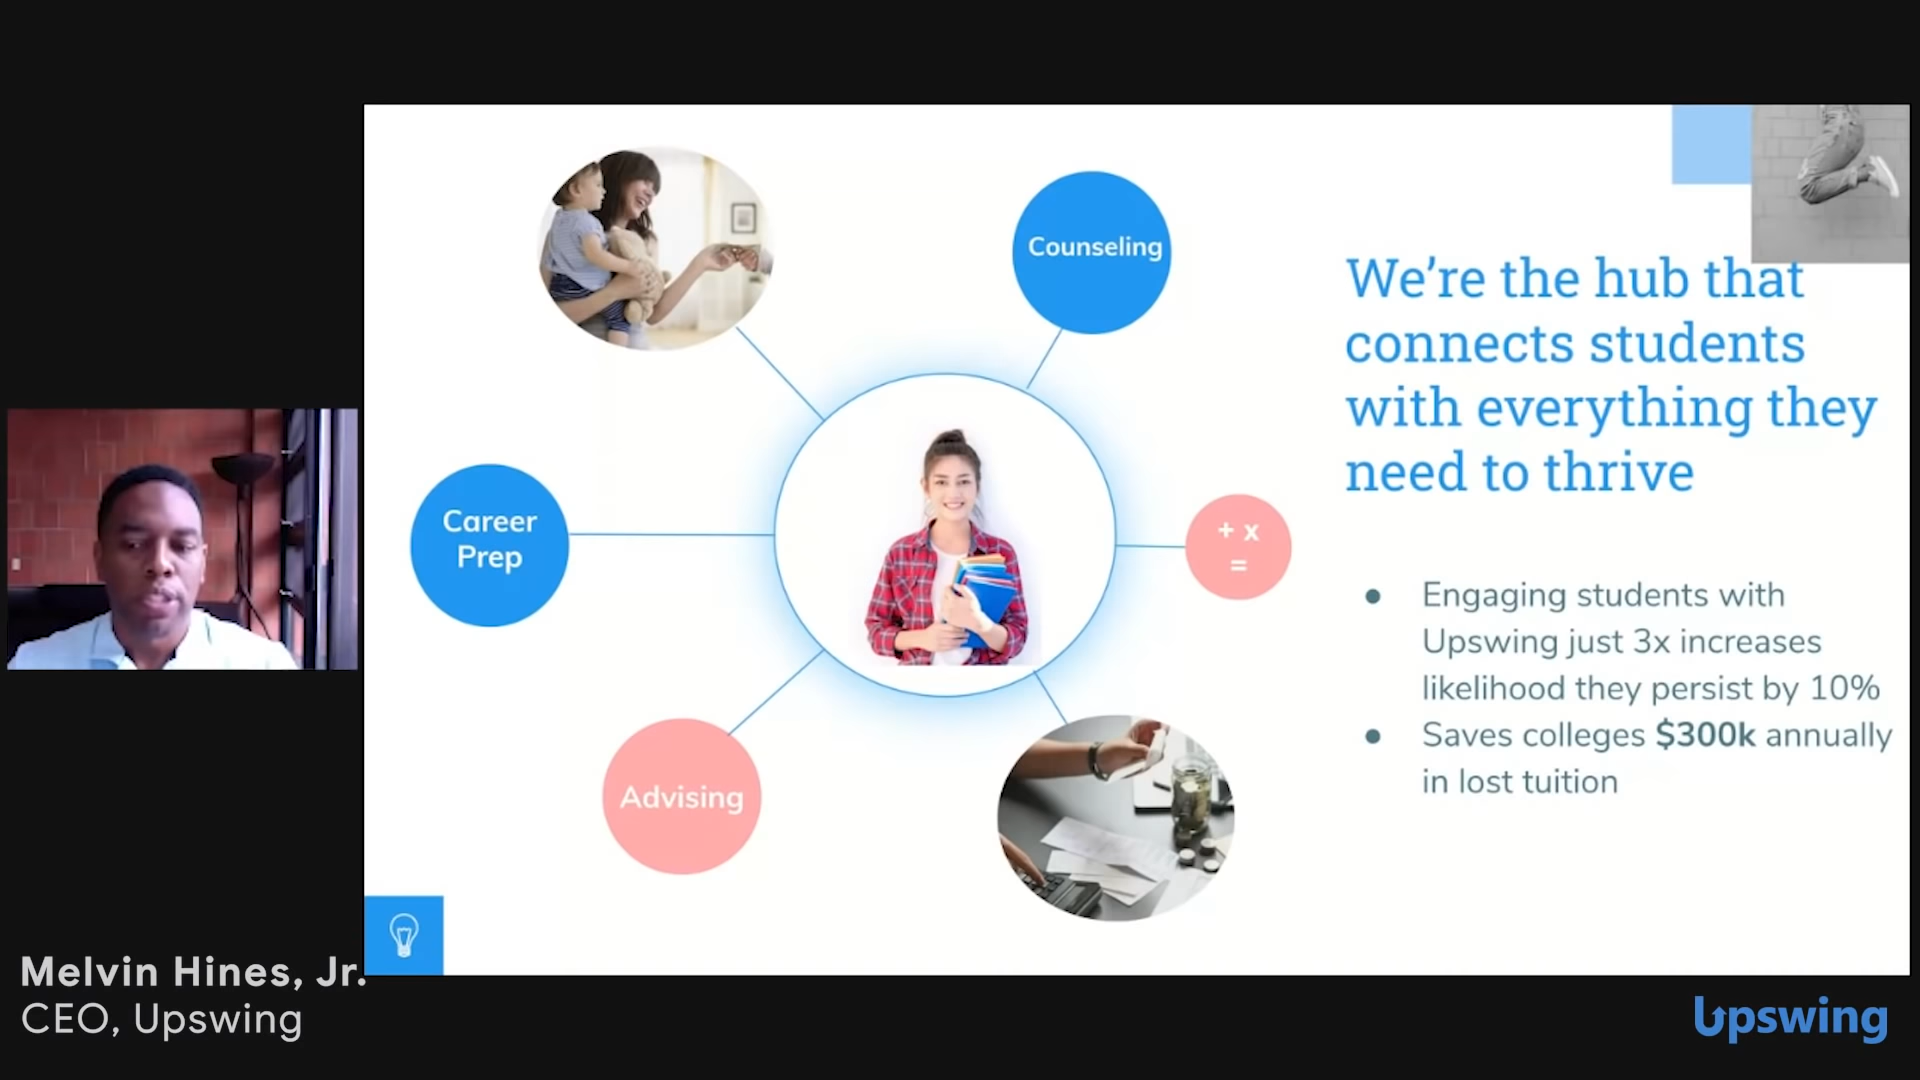 Counseling
We're the hub that
connects students
with everything they
need to thrive
Career
Prep
+ x
=
● Engaging students with
Upswing just 3x increases
likelihood they persist by 10%
● Saves colleges $300k annually
in lost tuition
Advising
Melvin Hines, Jr.
CEO, Upswing
Upswing